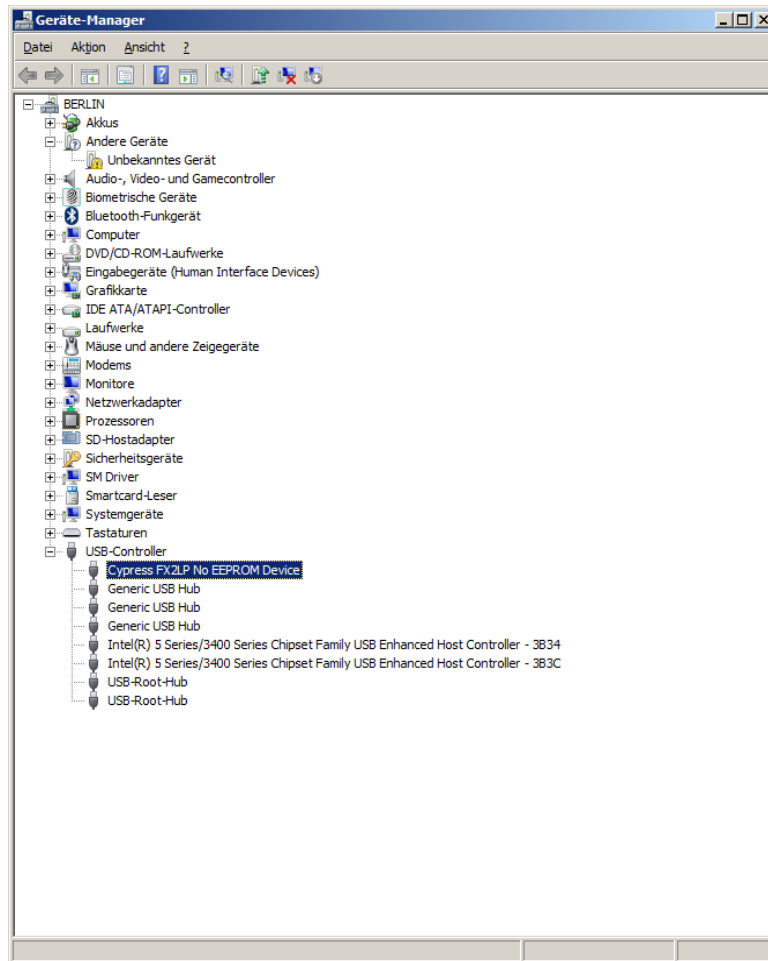 Geräte-Manager
Datei Aktion Ansicht ?
BERLIN
Akkus
Andere Geräte
Unbekanntes Gerät
Audio-, Video- und Gamecontroller
Biometrische Geräte
Bluetooth-Funkgerät
Computer
DVD/CD-ROM-Laufwerke
Eingabegeräte (Human Interface Devices)
Grafikkarte
IDE ATA/ATAPI-Controller
Laufwerke
Mäuse und andere Zeigegeräte
Modems
Monitore
Netzwerkadapter
Prozessoren
SD-Hostadapter
Sicherheitsgeräte
SM Driver
Smartcard-Leser
Systemgeräte
Tastaturen
USB-Controller
Cypress FX2LP No EEPROM Device
Generic USB Hub
Generic USB Hub
Generic USB Hub
Intel(R) 5 Series/3400 Series Chipset Family USB Enhanced Host Controller - 3B34
Intel(R) 5 Series/3400 Series Chipset Family USB Enhanced Host Controller - 3B3C
USB-Root-Hub
USB-Root-Hub